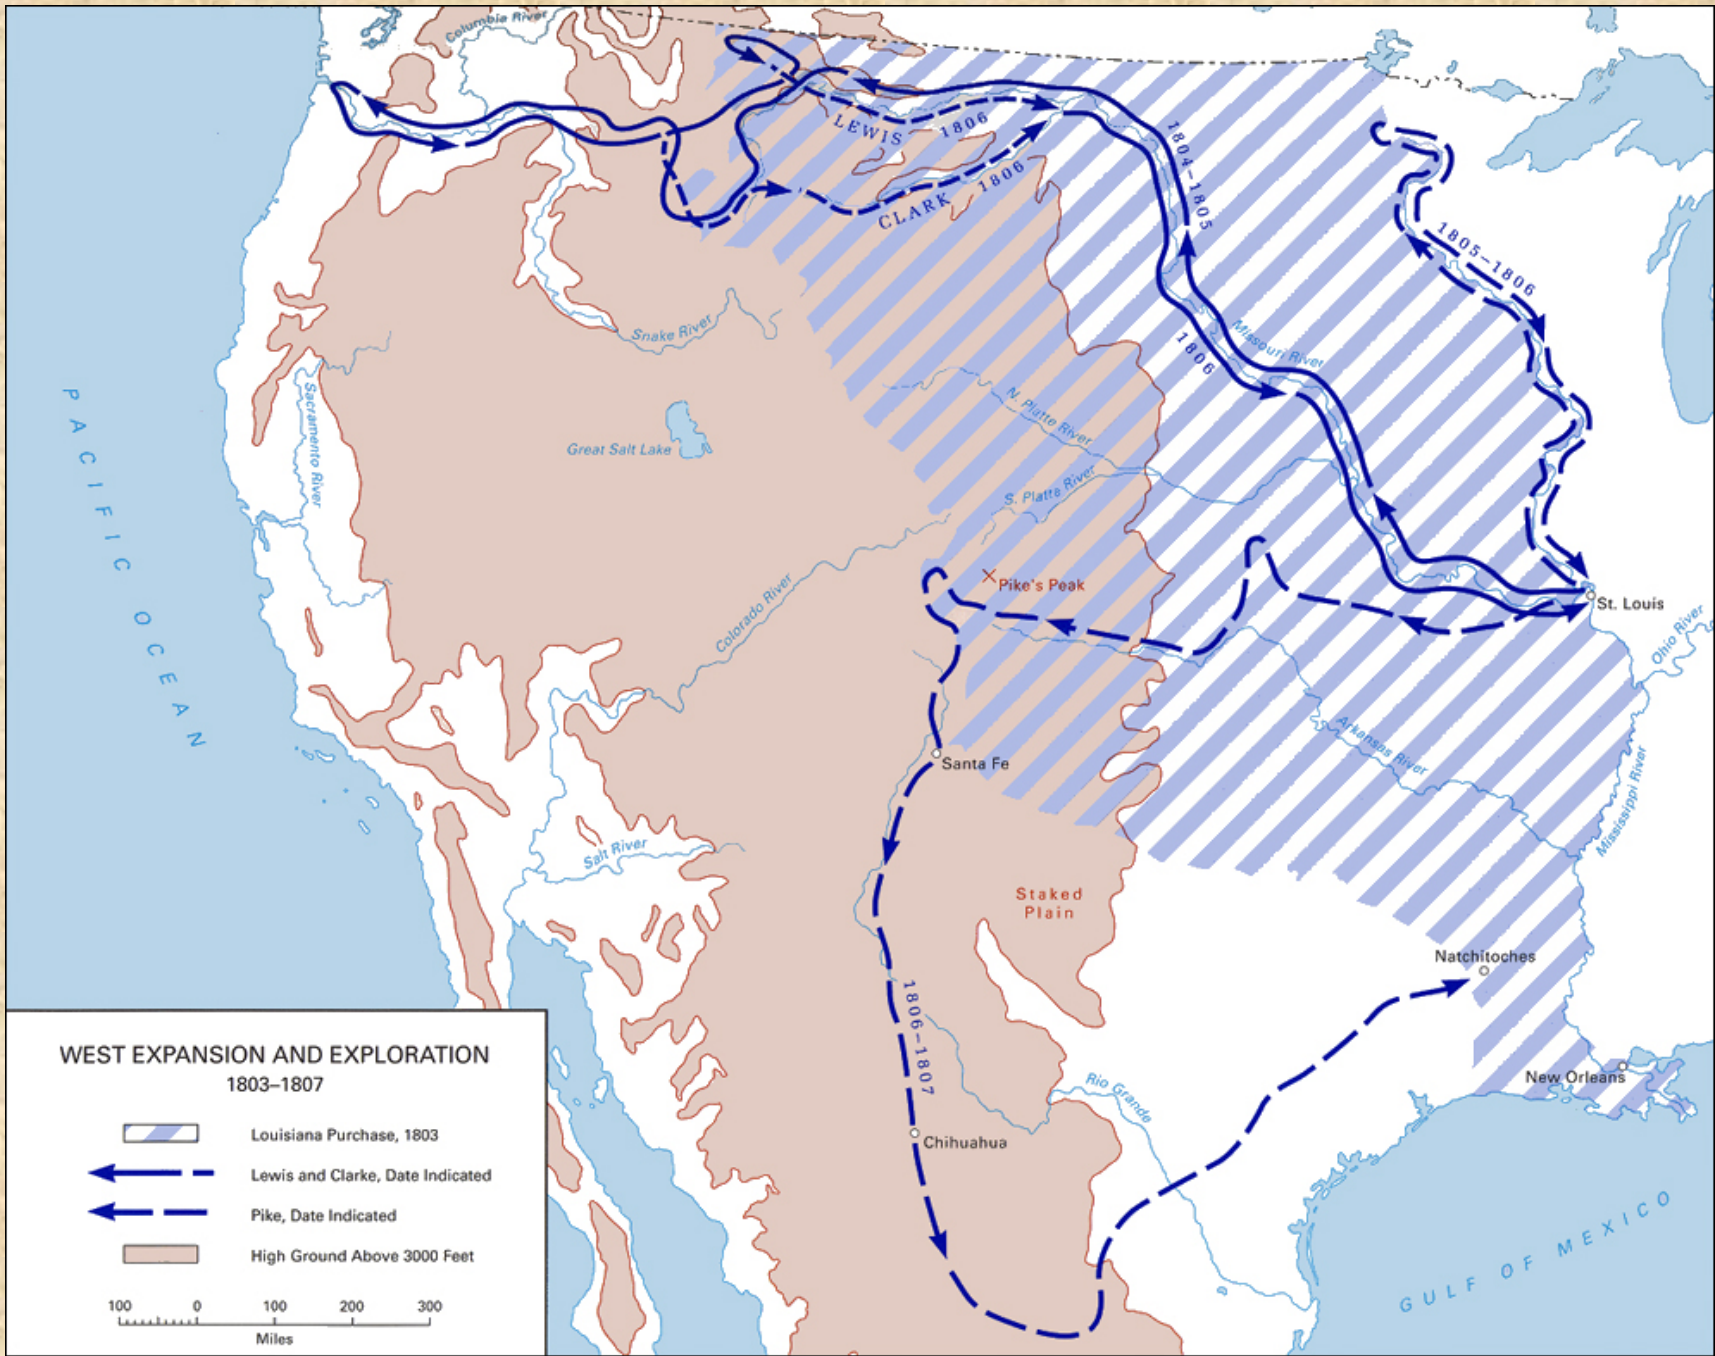 Columbia River
LEWIS 1806
CLARK 1806
1804–1805
1805–1806
1806
Missouri River
Snake River
N. Platte River
Sacramento River
Great Salt Lake
S. Platte River
PACIFIC OCEAN
Pike's Peak
St. Louis
Colorado River
Ohio River
Arkansas River
Santa Fe
Mississippi River
Salt River
Staked
Plain
Natchitoches
1806–1807
New Orleans
Rio Grande
Chihuahua
GULF OF MEXICO
WEST EXPANSION AND EXPLORATION
1803–1807
Louisiana Purchase, 1803
Lewis and Clarke, Date Indicated
Pike, Date Indicated
High Ground Above 3000 Feet
100 0 100 200 300
Miles